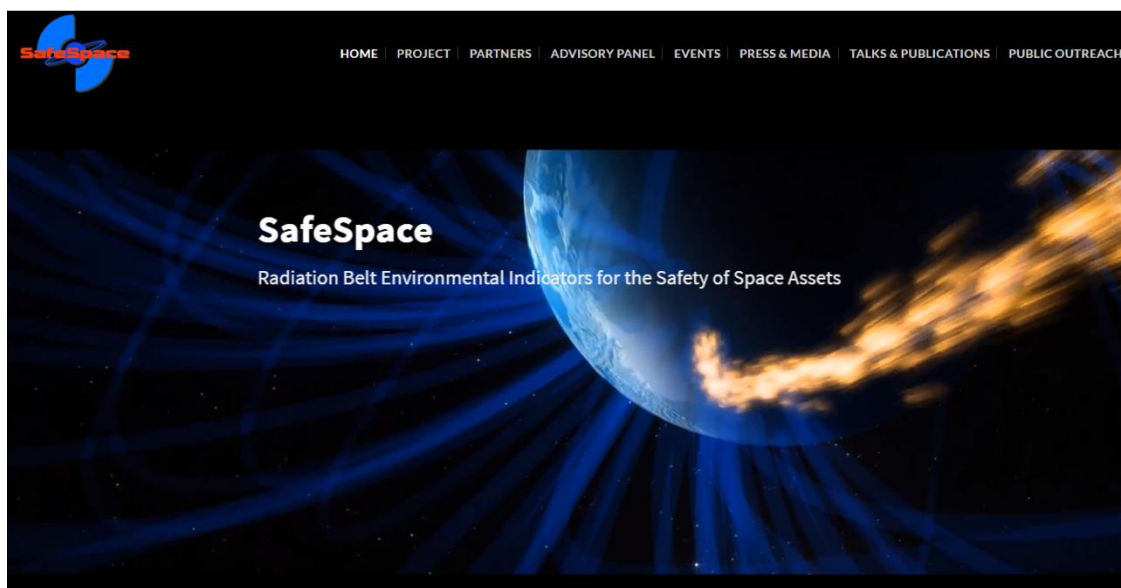 SafeSpace
HOME PROJECT PARTNERS ADVISORY PANEL EVENTS PRESS & MEDIA TALKS & PUBLICATIONS PUBLIC OUTREACH
SafeSpace
Radiation Belt Environmental Indicators for the Safety of Space Assets